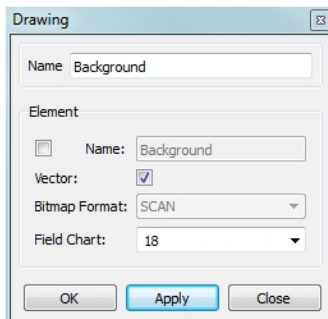 Drawing
Name Background
Element
Name: Background
Vector:
Bitmap Format: SCAN
Field Chart: 18
OK Apply Close